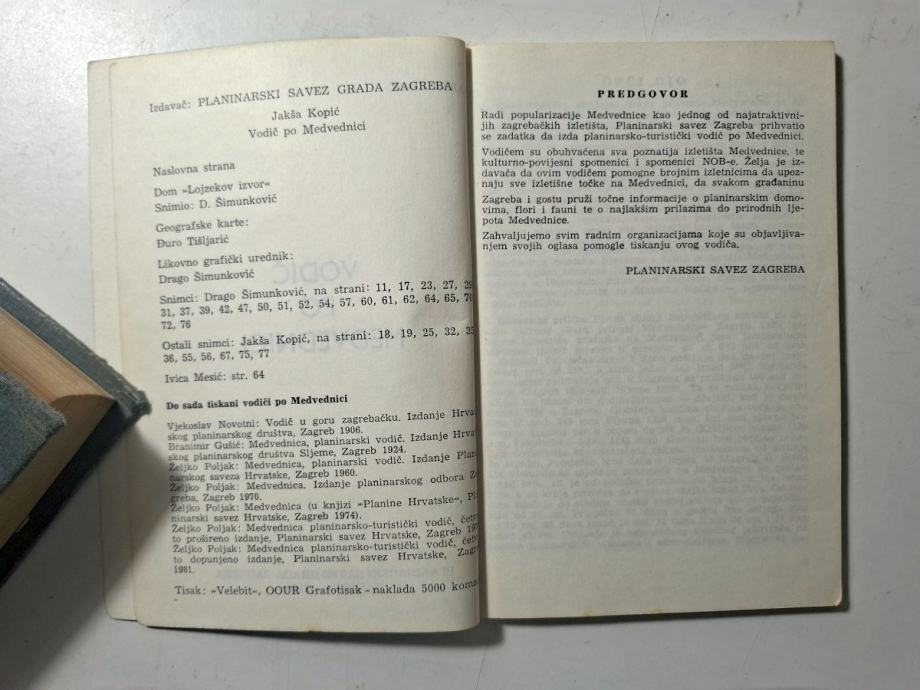 Izdavač: PLANINARSKI SAVEZ GRADA ZAGREBA
Jakša Kopić
Vodič po Medvednici
Naslovna strana
Dom »Lojzekov izvor«
Snimio: D. Šimunković
Geografske karte:
Đuro Tišljarić
Likovno grafički urednik:
Drago Šimunković
Snimci: Drago Šimunković, na strani: 11, 17, 23, 27, 29
31, 37, 39, 42, 47, 50, 51, 52, 54, 57, 60, 61, 62, 64, 65, 70
72, 76
Ostali snimci: Jakša Kopić, na strani: 18, 19, 25, 32, 35
36, 55, 56, 67, 75, 77
Ivica Mesić: str. 64
Do sada tiskani vodiči po Medvednici
Vjekoslav Novotni: Vodič u goru zagrebačku. Izdanje Hrvat
skog planinarskog društva, Zagreb 1906.
Branimir Gušić: Medvednica, planinarski vodič. Izdanje Hrva
skog planinarskog društva Sljeme, Zagreb 1924.
Željko Poljak: Medvednica, planinarski vodič. Izdanje Plani
narskog saveza Hrvatske, Zagreb 1960.
Željko Poljak: Medvednica. Izdanje planinarskog odbora Z
greba, Zagreb 1970.
Željko Poljak: Medvednica (u knjizi »Planine Hrvatske«, Pl
ninarski savez Hrvatske, Zagreb 1974).
Željko Poljak: Medvednica planinarsko-turistički vodič, četv
to prošireno izdanje, Planinarski savez Hrvatske, Zagreb 197
Željko Poljak: Medvednica planinarsko-turistički vodič, četv
to dopunjeno izdanje, Planinarski savez Hrvatske, Zagr
1981.
Tisak: »Velebit«, OOUR Grafotisak - naklada 5000 koma
PREDGOVOR
Radi popularizacije Medvednice kao jednog od najatraktivni-
jih zagrebačkih izletišta, Planinarski savez Zagreba prihvatio
se zadatka da izda planinarsko-turistički vodič po Medvednici.
Vodičem su obuhvaćena sva poznatija izletišta Medvednice, te
kulturno-povijesni spomenici i spomenici NOB-e. Želja je iz-
davača da ovim vodičem pomogne brojnim izletnicima da upoz-
naju sve izletišne točke na Medvednici, da svakom građaninu
Zagreba i gostu pruži točne informacije o planinarskim domo-
vima, flori i fauni te o najlakšim prilazima do prirodnih lje-
pota Medvednice.
Zahvaljujemo svim radnim organizacijama koje su objavljiva-
njem svojih oglasa pomogle tiskanju ovog vodiča.
PLANINARSKI SAVEZ ZAGREBA